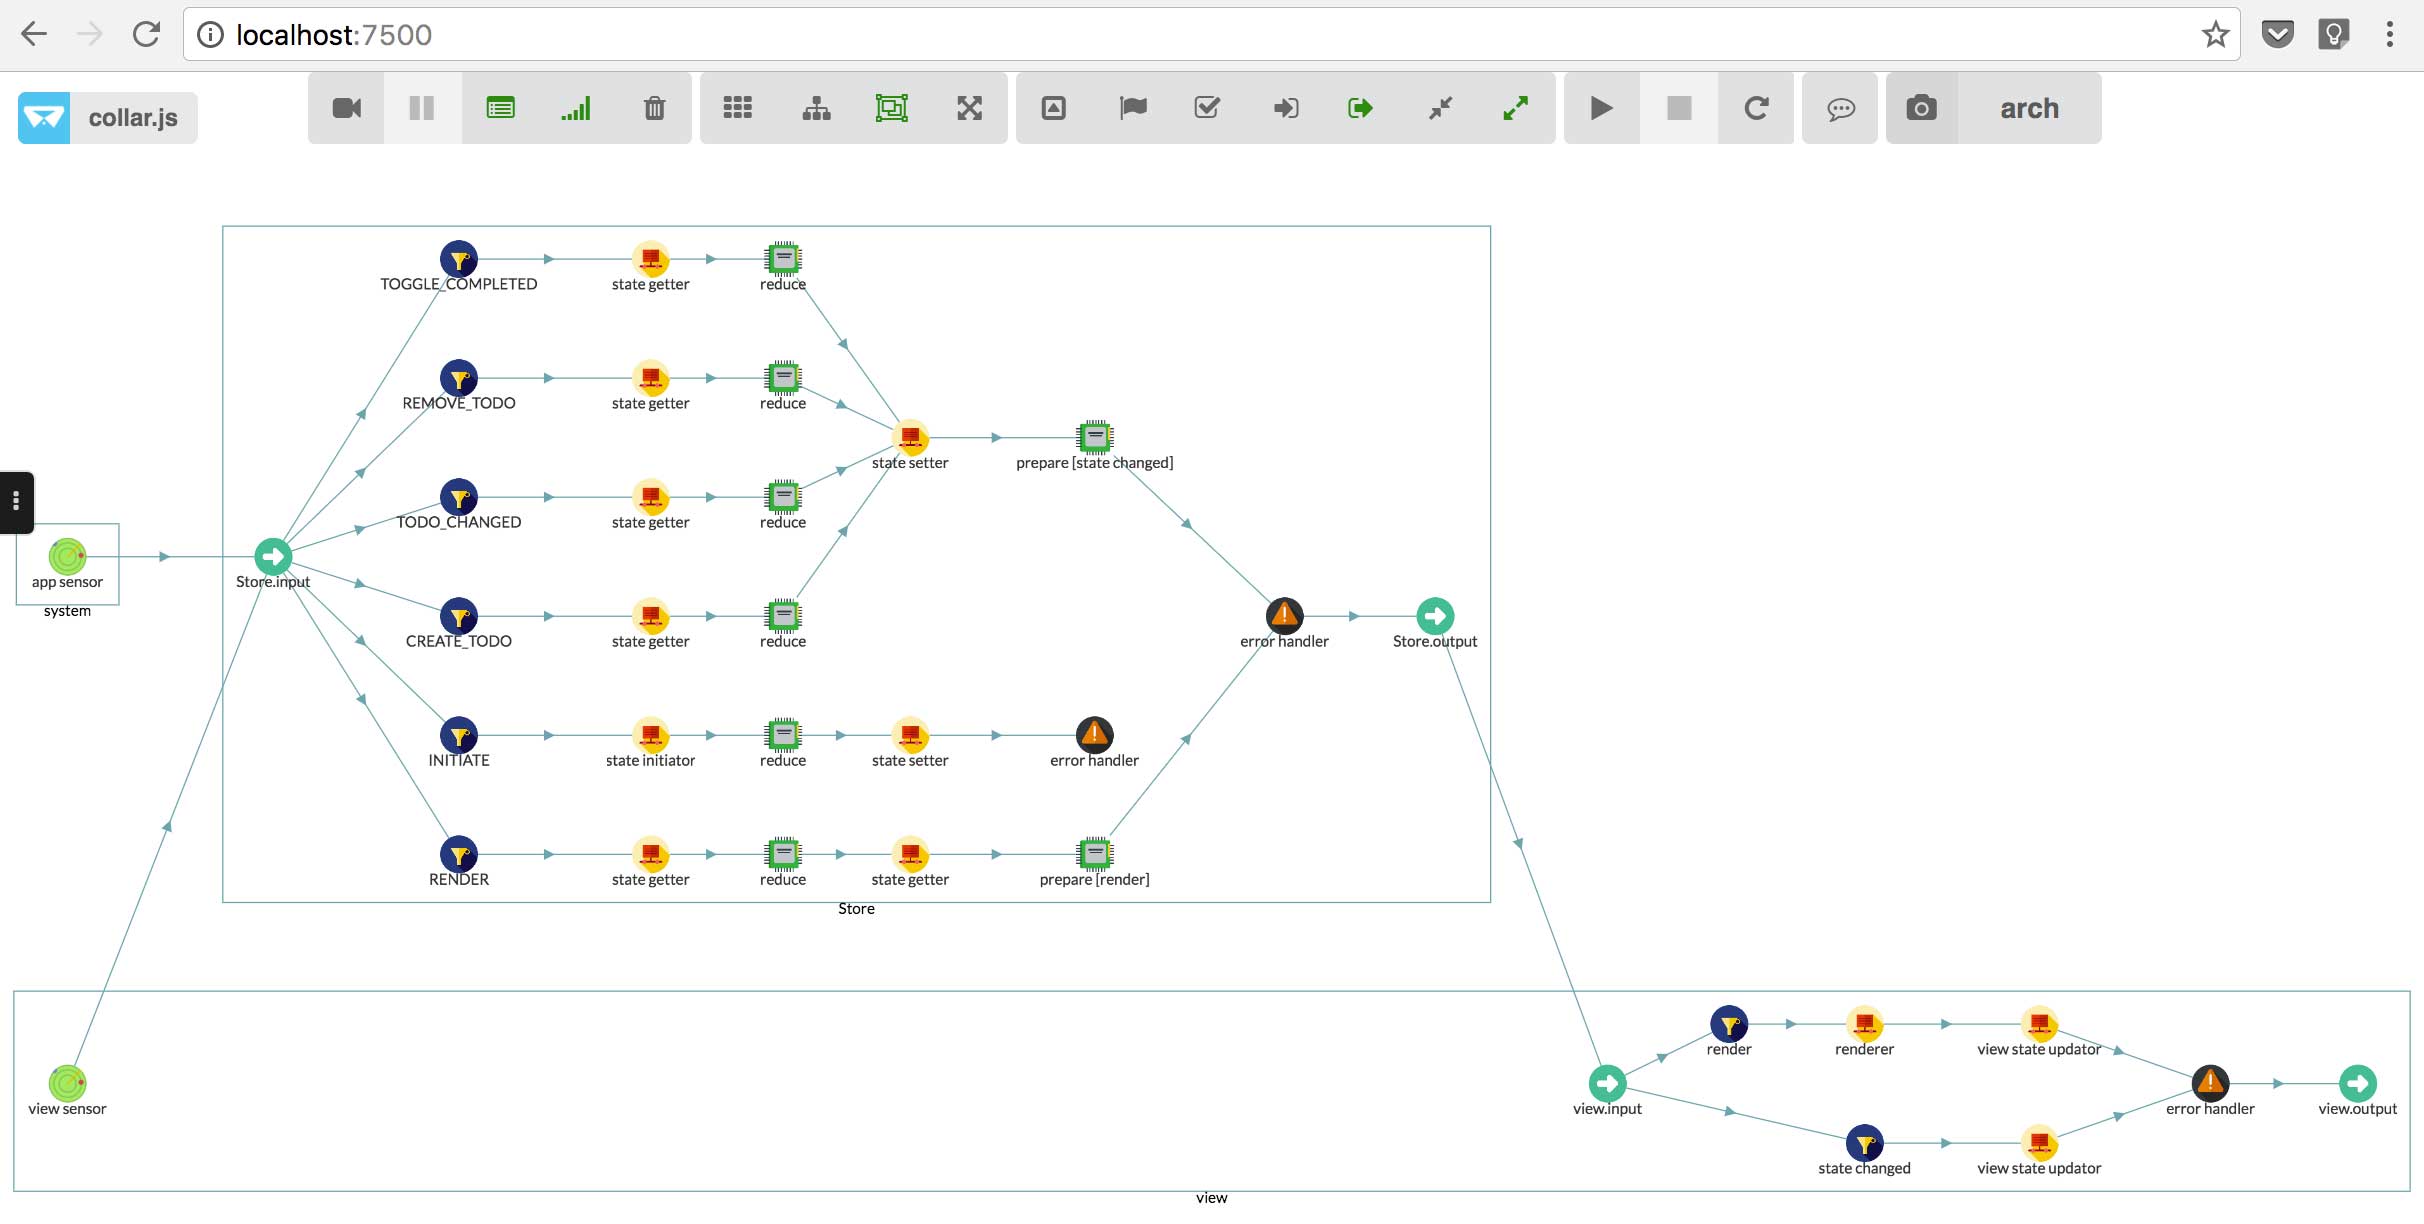 localhost:7500
collar.js
arch
TOGGLE_COMPLETED
state getter
reduce
REMOVE_TODO
state getter
reduce
state setter
prepare [state changed]
TODO_CHANGED
state getter
reduce
app sensor
system
Store.input
CREATE_TODO
state getter
reduce
error handler
Store.output
INITIATE
state initiator
reduce
state setter
error handler
RENDER
state getter
reduce
state getter
prepare [render]
Store
render
renderer
view state updator
view sensor
view.input
error handler
view.output
state changed
view state updator
view